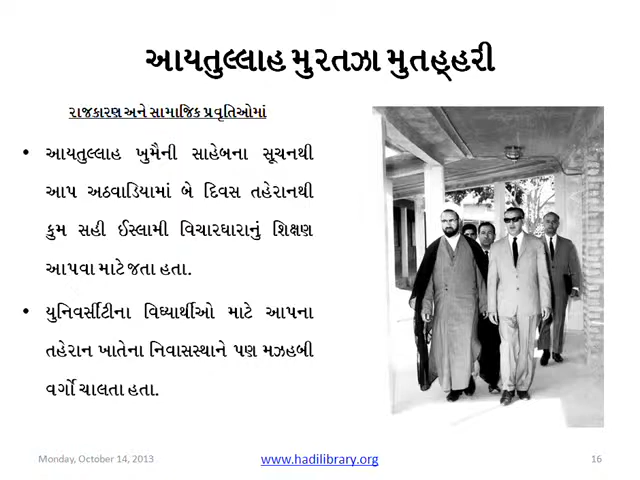 આયતુલ્લાહ મુરતઝા મુતહ્હરી
રાજકારણ અને સામાજિક પ્રવૃતિઓમાં
• આયતુલ્લાહ ખુમૈની સાહેબના સૂચનથી
આપ અઠવાડિયામાં બે દિવસ તહેરાનથી
કુમ સહી ઈસ્લામી વિચારઘારાનું શિક્ષણ
આપવા માટે જતા હતા.
• યુનિવર્સીટીના વિઘ્યાર્થીઓ માટે આપના
તહેરાન ખાતેના નિવાસસ્થાને પણ મઝહબી
વર્ગો ચાલતા હતા.
Monday, October 14, 2013
www.hadilibrary.org
16